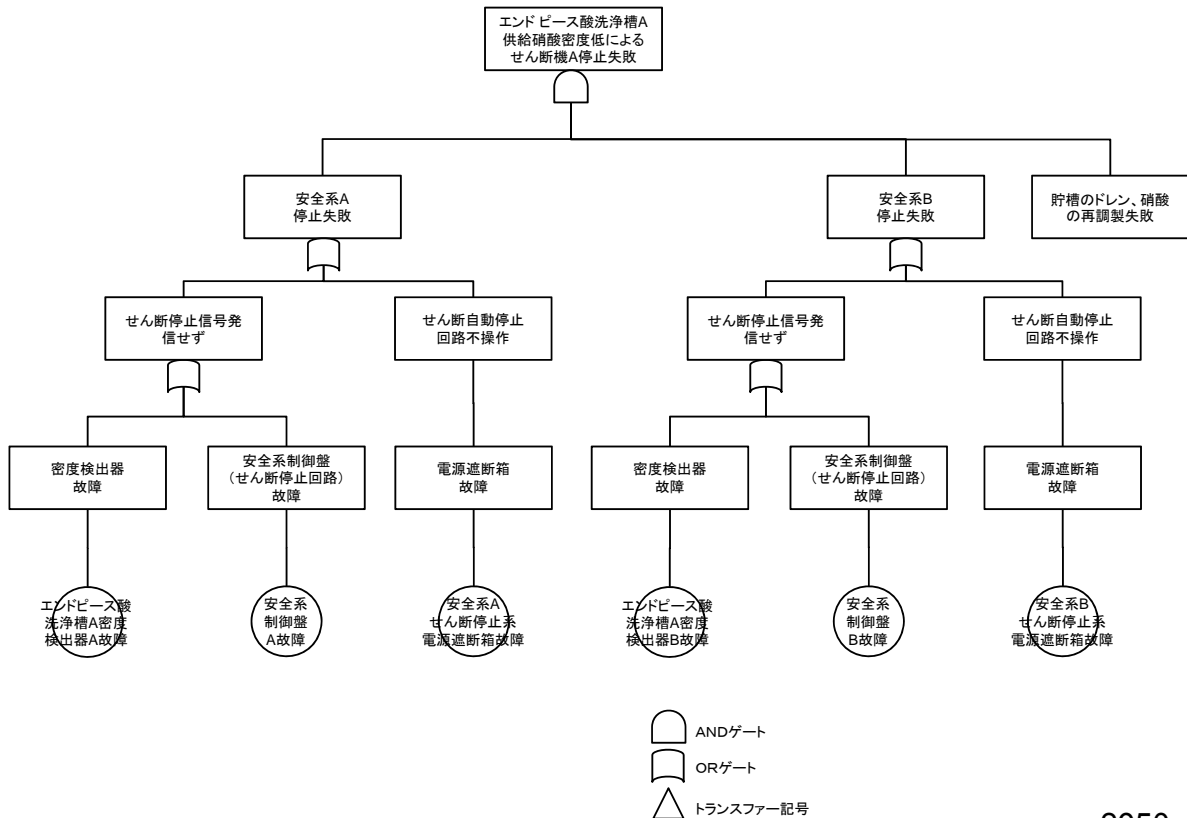 エンド ピース酸洗浄槽A
供給硝酸密度低による
せん断機A停止失敗
安全系A
停止失敗
安全系B
停止失敗
貯槽のドレン、硝酸
の再調製失敗
せん断停止信号発
信せず
せん断自動停止
回路不操作
せん断停止信号発
信せず
せん断自動停止
回路不操作
密度検出器
故障
安全系制御盤
(せん断停止回路)
故障
電源遮断箱
故障
密度検出器
故障
安全系制御盤
(せん断停止回路)
故障
電源遮断箱
故障
エンドピース酸
洗浄槽A密度
検出器A故障
安全系
制御盤
A故障
安全系A
せん断停止系
電源遮断箱故障
エンドピース酸
洗浄槽A密度
検出器B故障
安全系
制御盤
B故障
安全系B
せん断停止系
電源遮断箱故障
ANDゲート
ORゲート
トランスファー記号